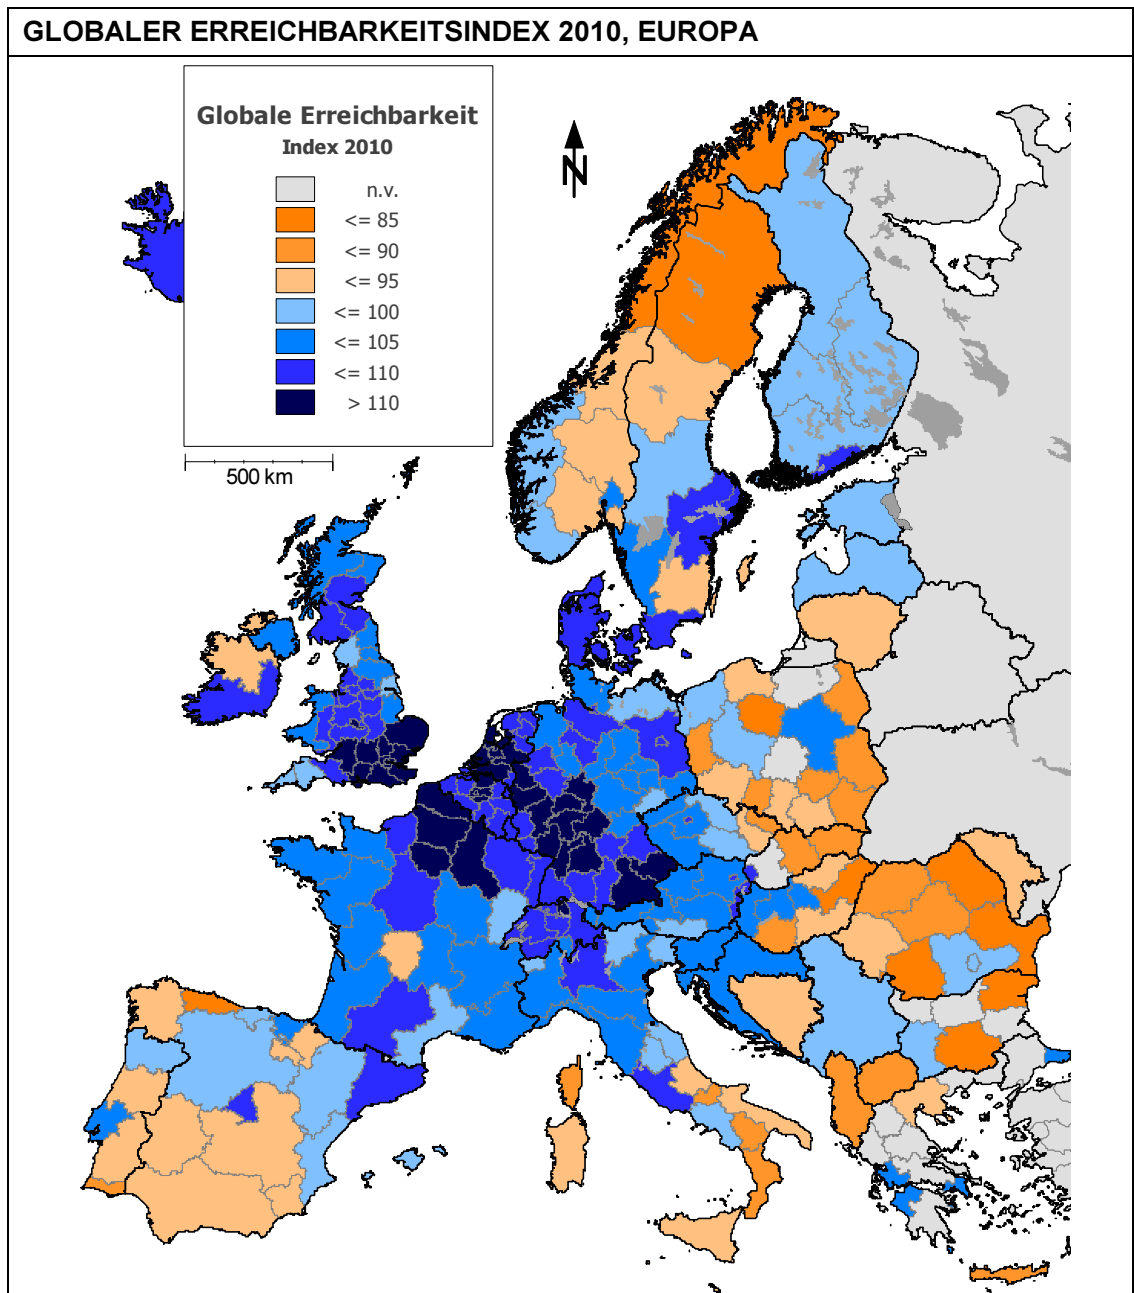 GLOBALER ERREICHBARKEITSINDEX 2010, EUROPA
Globale Erreichbarkeit
Index 2010
n.v.
<= 85
<= 90
<= 95
<= 100
<= 105
<= 110
> 110
500 km
N